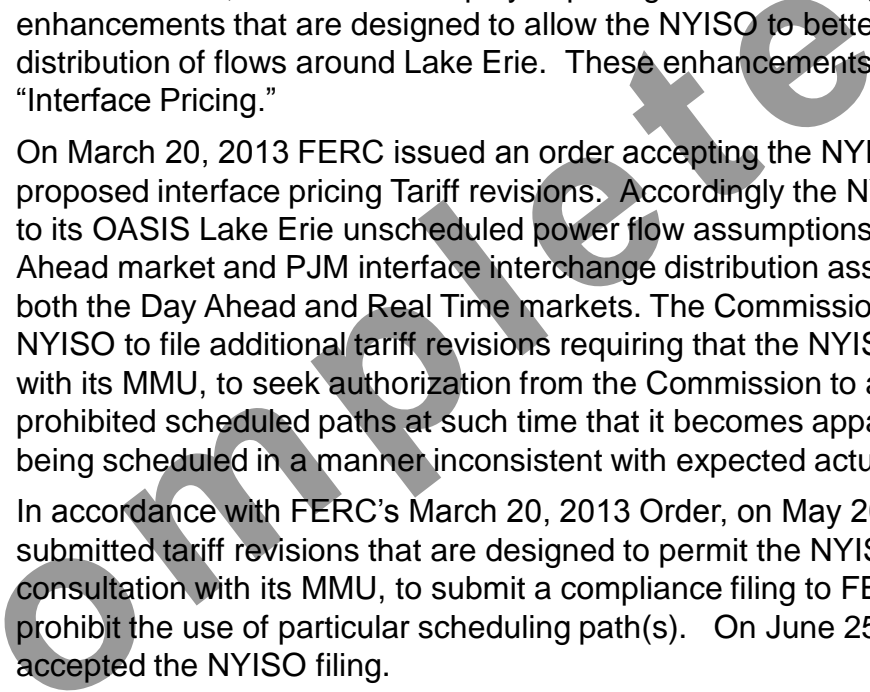 enhancements that are designed to allow the NYISO to bette
distribution of flows around Lake Erie. These enhancements
“Interface Pricing.”
On March 20, 2013 FERC issued an order accepting the NYI
proposed interface pricing Tariff revisions. Accordingly the N
to its OASIS Lake Erie unscheduled power flow assumptions
Ahead market and PJM interface interchange distribution ass
both the Day Ahead and Real Time markets. The Commissio
NYISO to file additional tariff revisions requiring that the NYIS
with its MMU, to seek authorization from the Commission to a
prohibited scheduled paths at such time that it becomes appa
being scheduled in a manner inconsistent with expected actu
In accordance with FERC’s March 20, 2013 Order, on May 20
submitted tariff revisions that are designed to permit the NYIS
consultation with its MMU, to submit a compliance filing to FE
prohibit the use of particular scheduling path(s). On June 25
accepted the NYISO filing.
omplete